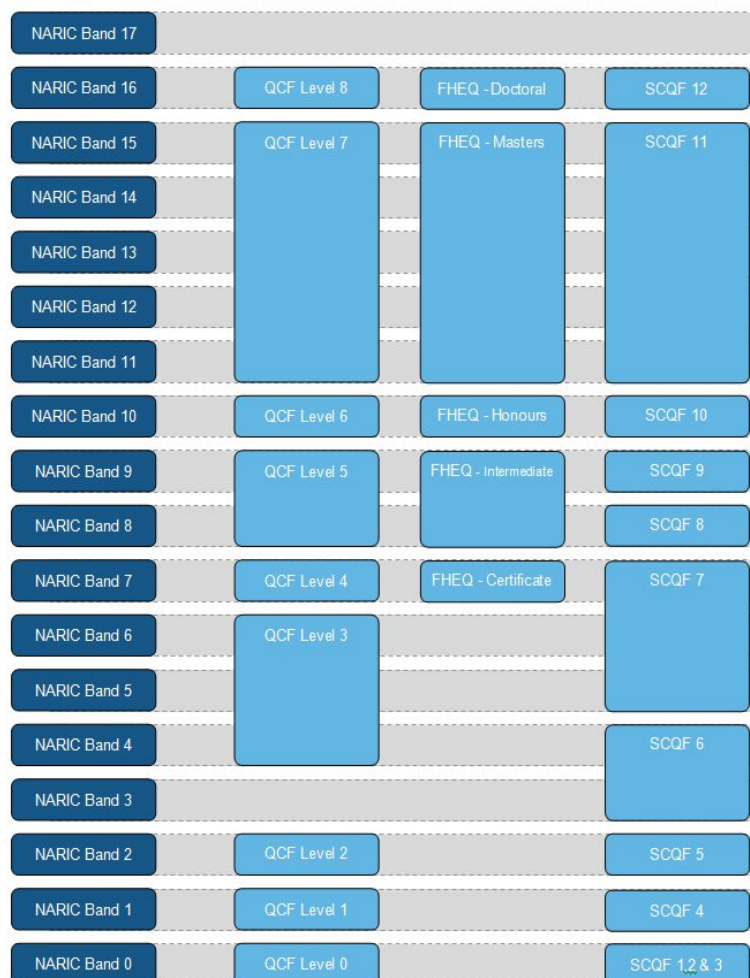 NARIC Band 17
NARIC Band 16 QCF Level 8 FHEQ - Doctoral SCQF 12
NARIC Band 15 QCF Level 7 FHEQ - Masters SCQF 11
NARIC Band 14
NARIC Band 13
NARIC Band 12
NARIC Band 11
NARIC Band 10 QCF Level 6 FHEQ - Honours SCQF 10
NARIC Band 9 QCF Level 5 FHEQ - Intermediate SCQF 9
NARIC Band 8 SCQF 8
NARIC Band 7 QCF Level 4 FHEQ - Certificate SCQF 7
NARIC Band 6 QCF Level 3
NARIC Band 5
NARIC Band 4 SCQF 6
NARIC Band 3
NARIC Band 2 QCF Level 2 SCQF 5
NARIC Band 1 QCF Level 1 SCQF 4
NARIC Band 0 QCF Level 0 SCQF 1,2 & 3